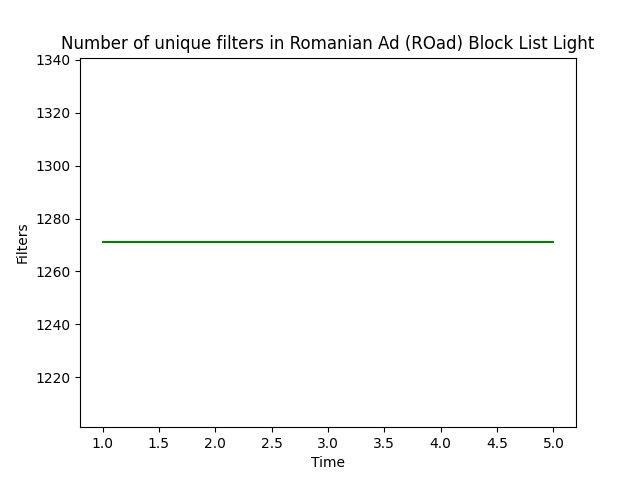 Number of unique filters in Romanian Ad (ROad) Block List Light
1340
1320
1300
1280
1260
1240
1220
Filters
1.0 1.5 2.0 2.5 3.0 3.5 4.0 4.5 5.0
Time